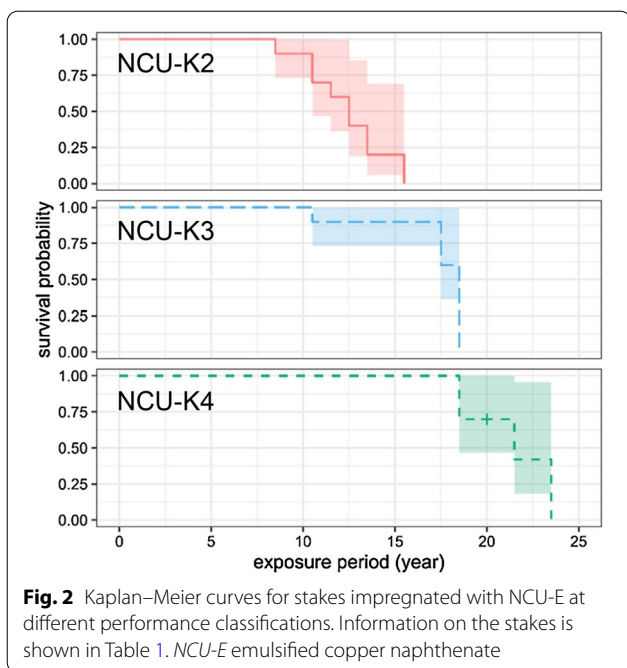 1.00
0.75
0.50
0.25
0.00
NCU-K2
1.00
0.75
0.50
0.25
0.00
NCU-K3
1.00
0.75
0.50
0.25
0.00
NCU-K4
survival probability
0 5 10 15 20 25
exposure period (year)
Fig. 2 Kaplan–Meier curves for stakes impregnated with NCU-E at
different performance classifications. Information on the stakes is
shown in Table 1. NCU-E emulsified copper naphthenate